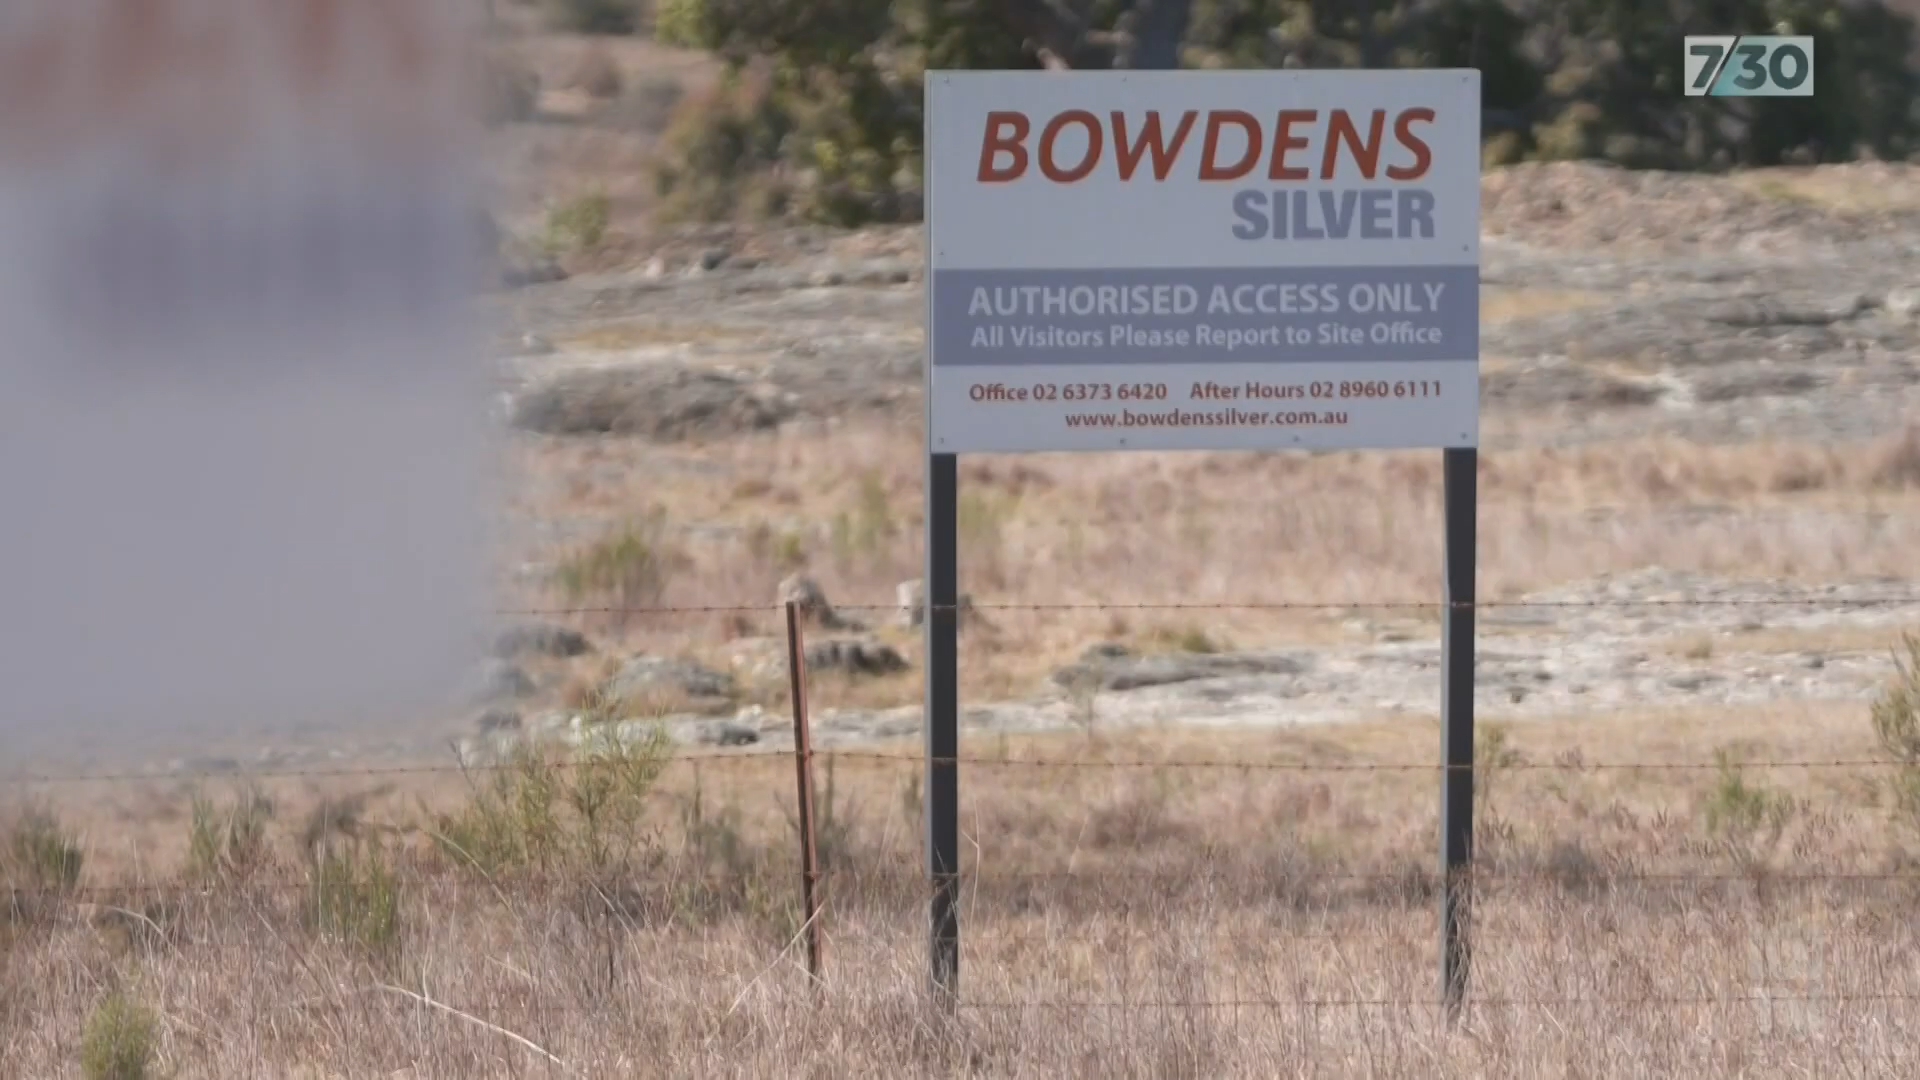 7/30
BOWDENS
SILVER
AUTHORISED ACCESS ONLY
All Visitors Please Report to Site Office
Office 02 6373 6420 After Hours 02 8960 6111
www.bowdenssilver.com.au